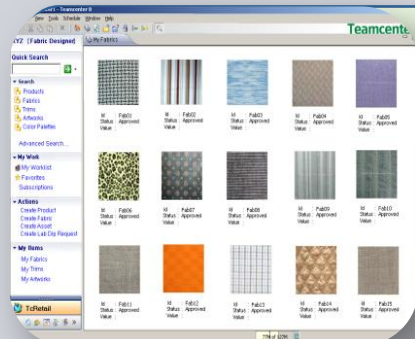 Teamcenter 8
View Tools Schedule Window Help
Teamcente
XYZ (Fabric Designer)
My Fabrics
Quick Search
Search
Products
Fabrics
Trims
Artworks
Color Palettes
Advanced Search...
My Work
My Worklist
Favorites
Subscriptions
Actions
Create Product
Create Fabric
Create Asset
Create Lab Dip Request
My Items
My Fabrics
My Trims
My Artworks
TcRetail
Id : Fab01
Status : Approved
Value :
Id : Fab02
Status : Approved
Value :
Id : Fab03
Status : Approved
Value :
Id : Fab04
Status : Approved
Value :
Id : Fab05
Status : Approved
Value :
Id : Fab06
Status : Approved
Value :
Id : Fab07
Status : Approved
Value :
Id : Fab08
Status : Approved
Value :
Id : Fab09
Status : Approved
Value :
Id : Fab10
Status : Approved
Value :
Id : Fab11
Status : Approved
Value :
Id : Fab12
Status : Approved
Value :
Id : Fab13
Status : Approved
Value :
Id : Fab14
Status : Approved
Value :
Id : Fab15
Status : Approved
Value :